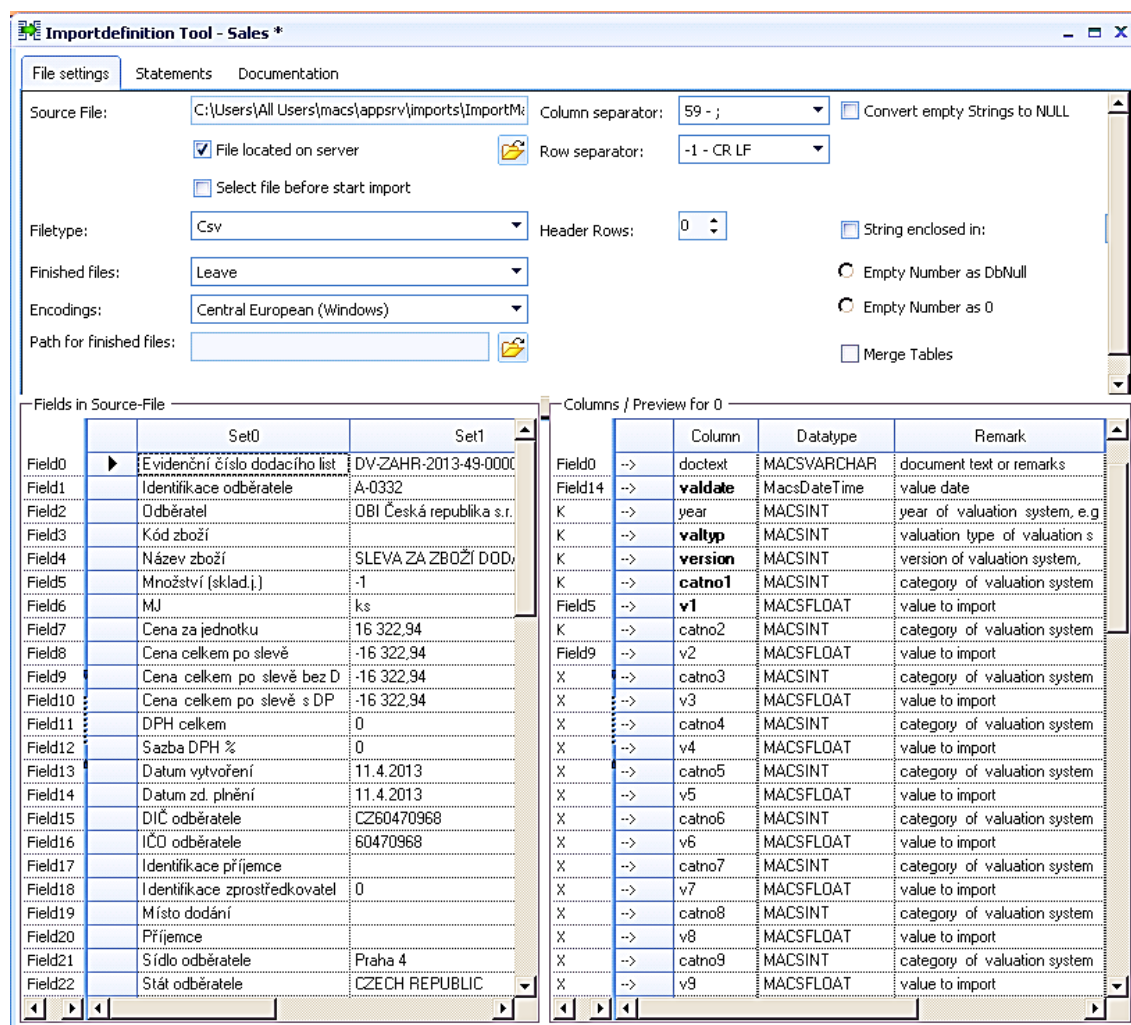 Importdefinition Tool - Sales *
File settings Statements Documentation
Source File: C:\Users\All Users\macs\appsrv\imports\ImportMa Column separator: 59 - ; Convert empty Strings to NULL
File located on server Row separator: -1 - CR LF
Select file before start import
Filetype: Csv Header Rows: 0 String enclosed in:
Finished files: Leave Empty Number as DbNull
Encodings: Central European (Windows) Empty Number as 0
Path for finished files: Merge Tables
Fields in Source-File
Set0 Set1
Field0 Evidenční číslo dodacího list DV-ZAHR-2013-49-0000
Field1 Identifikace odběratele A-0332
Field2 Odběratel OBI Česká republika s.r.
Field3 Kód zboží
Field4 Název zboží SLEVA ZA ZBOŽÍ DODA
Field5 Množství (sklad.j.) -1
Field6 MJ ks
Field7 Cena za jednotku 16 322,94
Field8 Cena celkem po slevě -16 322,94
Field9 Cena celkem po slevě bez D -16 322,94
Field10 Cena celkem po slevě s DP -16 322,94
Field11 DPH celkem 0
Field12 Sazba DPH % 0
Field13 Datum vytvoření 11.4.2013
Field14 Datum zd. plnění 11.4.2013
Field15 DIČ odběratele CZ60470968
Field16 IČO odběratele 60470968
Field17 Identifikace příjemce
Field18 Identifikace zprostředkovatel 0
Field19 Místo dodání
Field20 Příjemce
Field21 Sídlo odběratele Praha 4
Field22 Stát odběratele CZECH REPUBLIC
Columns / Preview for 0
Column Datatype Remark
Field0 --> doctext MACSVARCHAR document text or remarks
Field14 --> valdate MacsDateTime value date
K --> year MACSINT year of valuation system, e.g
K --> valtyp MACSINT valuation type of valuation s
K --> version MACSINT version of valuation system,
K --> catno1 MACSINT category of valuation system
Field5 --> v1 MACSFLOAT value to import
K --> catno2 MACSINT category of valuation system
Field9 --> v2 MACSFLOAT value to import
X --> catno3 MACSINT category of valuation system
X --> v3 MACSFLOAT value to import
X --> catno4 MACSINT category of valuation system
X --> v4 MACSFLOAT value to import
X --> catno5 MACSINT category of valuation system
X --> v5 MACSFLOAT value to import
X --> catno6 MACSINT category of valuation system
X --> v6 MACSFLOAT value to import
X --> catno7 MACSINT category of valuation system
X --> v7 MACSFLOAT value to import
X --> catno8 MACSINT category of valuation system
X --> v8 MACSFLOAT value to import
X --> catno9 MACSINT category of valuation system
X --> v9 MACSFLOAT value to import